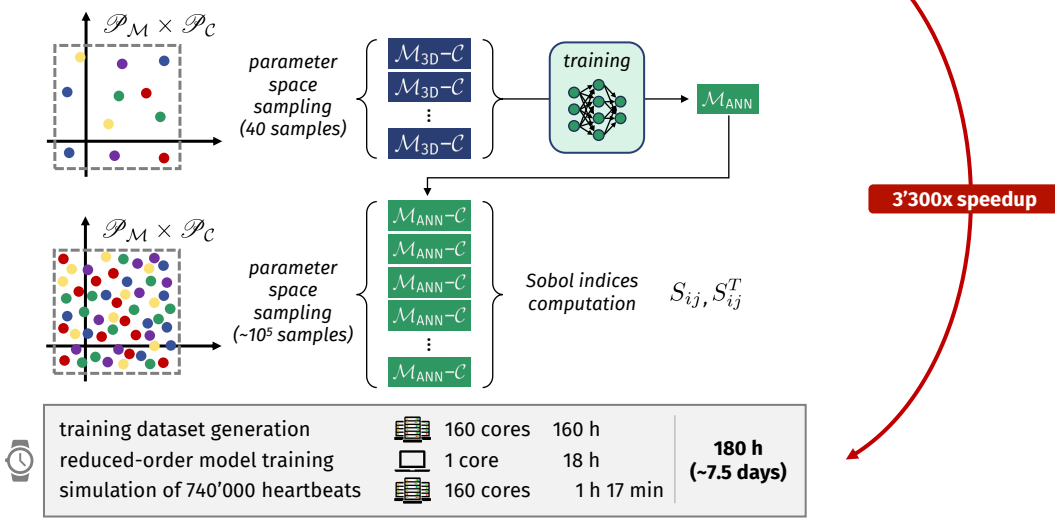 𝒫_ℳ × 𝒫_𝒞
parameter
space
sampling
(40 samples)
ℳ_3D–𝒞
ℳ_3D–𝒞
⋮
ℳ_3D–𝒞
training
ℳ_ANN
3'300x speedup
𝒫_ℳ × 𝒫_𝒞
parameter
space
sampling
(~10⁵ samples)
ℳ_ANN–𝒞
ℳ_ANN–𝒞
ℳ_ANN–𝒞
ℳ_ANN–𝒞
⋮
ℳ_ANN–𝒞
Sobol indices
computation
S_ij, S_ij^T
training dataset generation 160 cores 160 h
reduced-order model training 1 core 18 h
simulation of 740'000 heartbeats 160 cores 1 h 17 min
180 h
(~7.5 days)